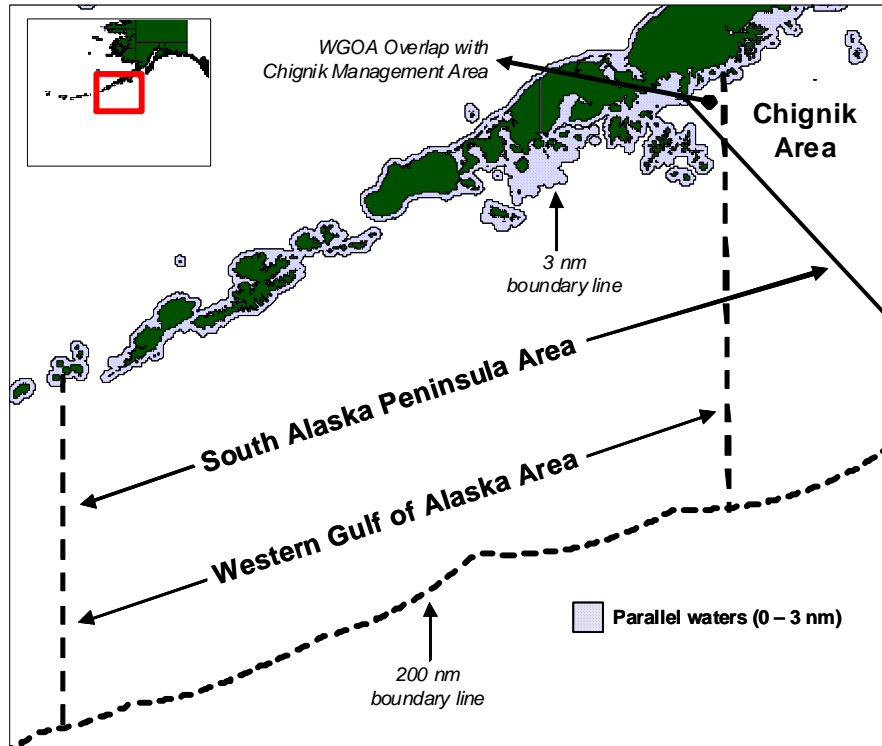 WGOA Overlap with
Chignik Management Area
Chignik
Area
3 nm
boundary line
South Alaska Peninsula Area
Western Gulf of Alaska Area
Parallel waters (0 – 3 nm)
200 nm
boundary line